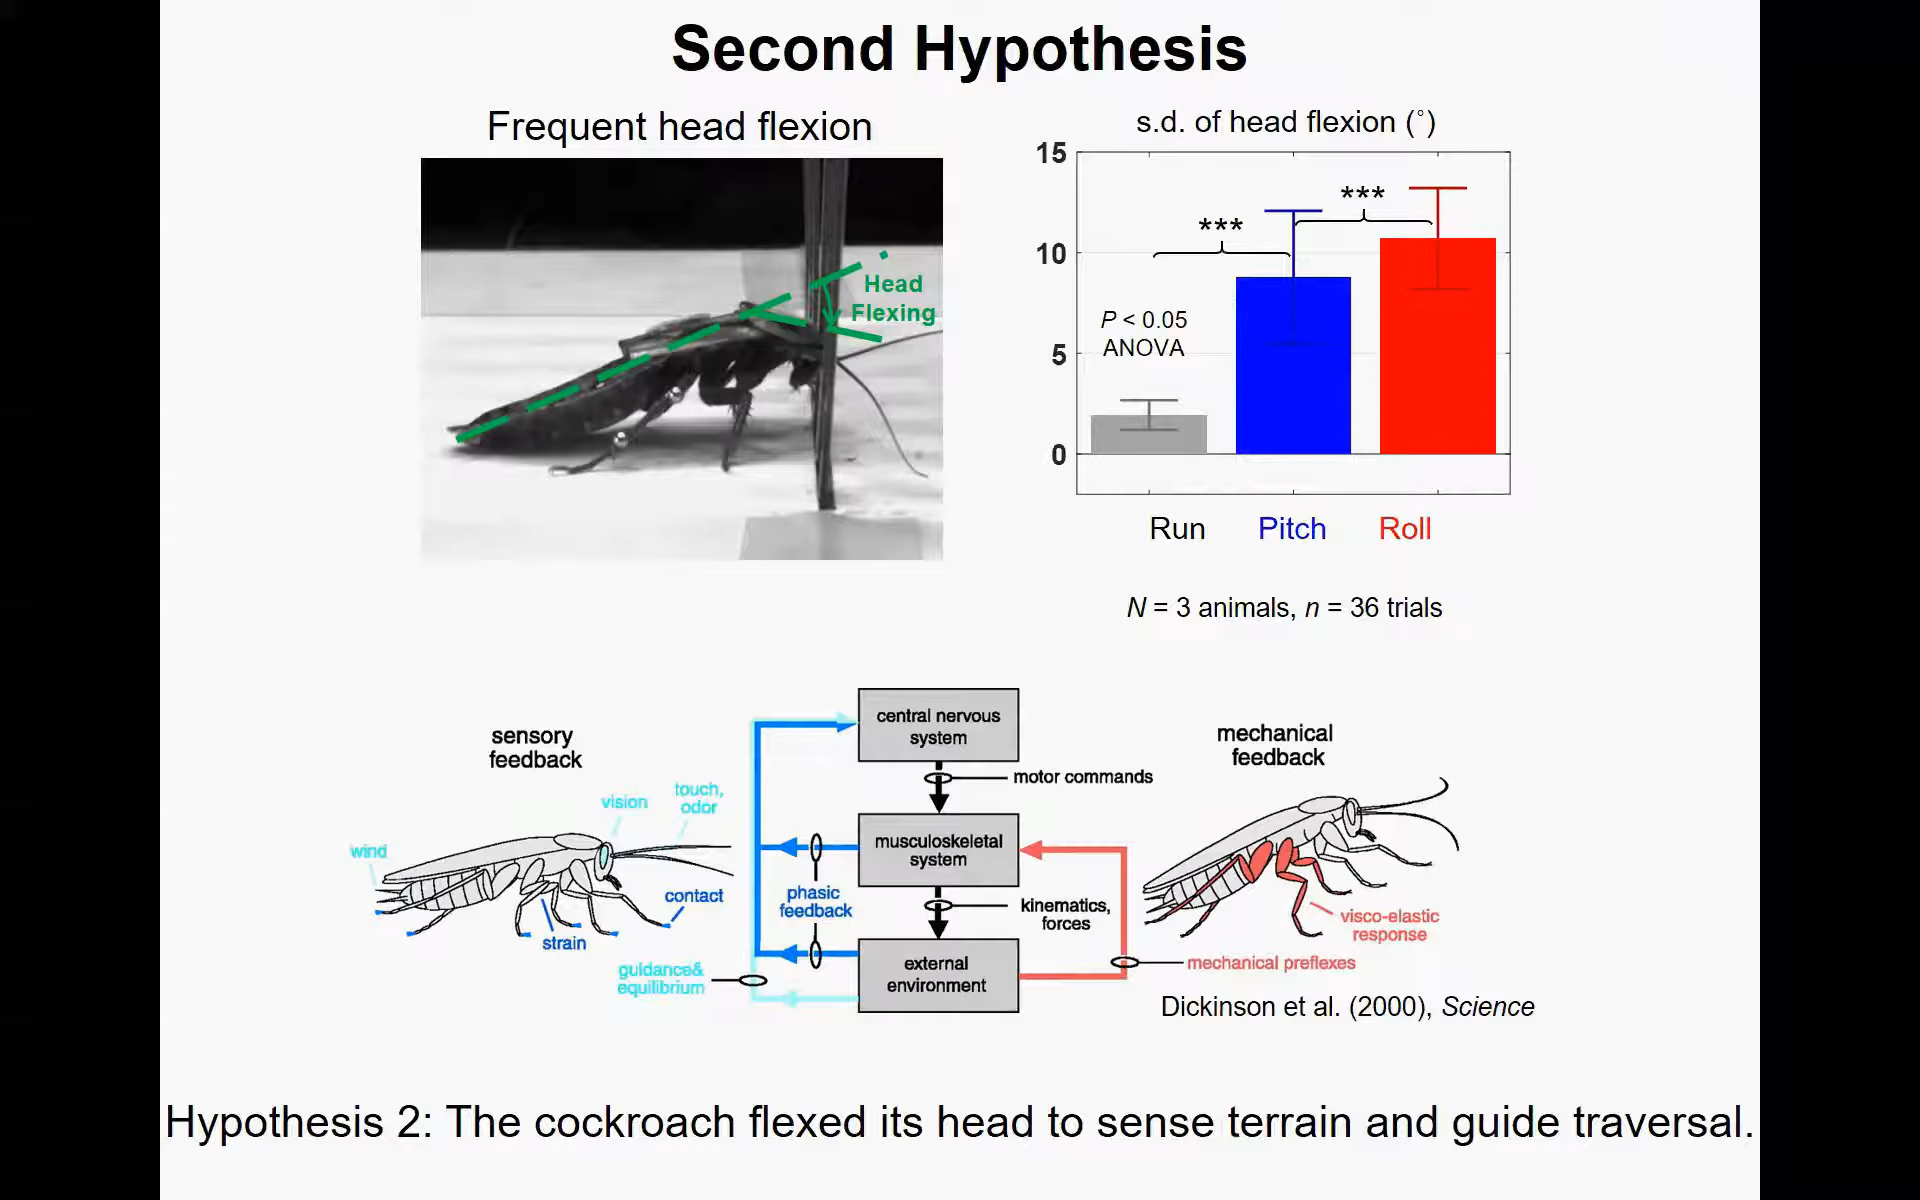 Second Hypothesis
Frequent head flexion
Head
Flexing
s.d. of head flexion (°)
15
10
5
0
***
***
P < 0.05
ANOVA
Run Pitch Roll
N = 3 animals, n = 36 trials
sensory
feedback
wind
vision
touch,
odor
contact
strain
guidance&
equilibrium
phasic
feedback
central nervous
system
motor commands
musculoskeletal
system
kinematics,
forces
external
environment
mechanical
feedback
visco-elastic
response
mechanical preflexes
Dickinson et al. (2000), Science
Hypothesis 2: The cockroach flexed its head to sense terrain and guide traversal.